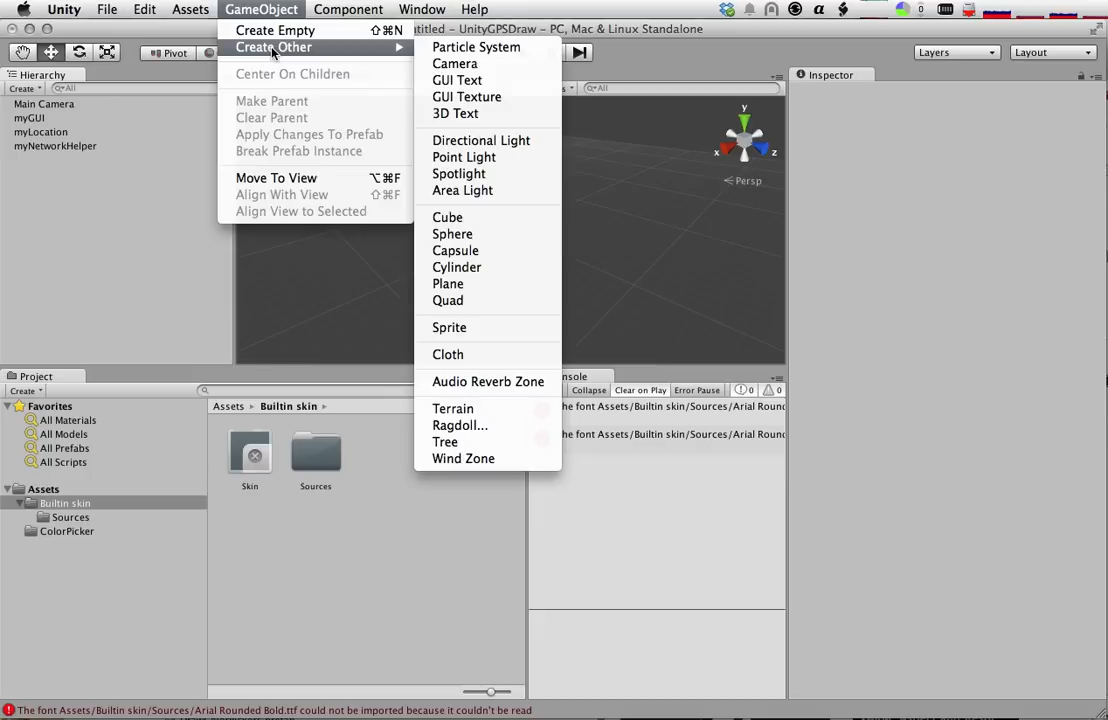 Unity File Edit Assets GameObject Component Window Help
ntitled - UnityGPSDraw - PC, Mac & Linux Standalone
Pivot
Layers
Layout
Hierarchy
Create
All
Main Camera
myGUI
myLocation
myNetworkHelper
Create Empty ⇧⌘N
Create Other
Center On Children
Make Parent
Clear Parent
Apply Changes To Prefab
Break Prefab Instance
Move To View ⌥⌘F
Align With View ⇧⌘F
Align View to Selected
Particle System
Camera
GUI Text
GUI Texture
3D Text
Directional Light
Point Light
Spotlight
Area Light
Cube
Sphere
Capsule
Cylinder
Plane
Quad
Sprite
Cloth
Audio Reverb Zone
Terrain
Ragdoll...
Tree
Wind Zone
All
y
x
z
Persp
Inspector
Project
Create
Favorites
All Materials
All Models
All Prefabs
All Scripts
Assets
Builtin skin
Sources
ColorPicker
Assets Builtin skin
Skin
Sources
nsole
Collapse Clear on Play Error Pause 0 0
he font Assets/Builtin skin/Sources/Arial Round
he font Assets/Builtin skin/Sources/Arial Round
The font Assets/Builtin skin/Sources/Arial Rounded Bold.ttf could not be imported because it couldn't be read